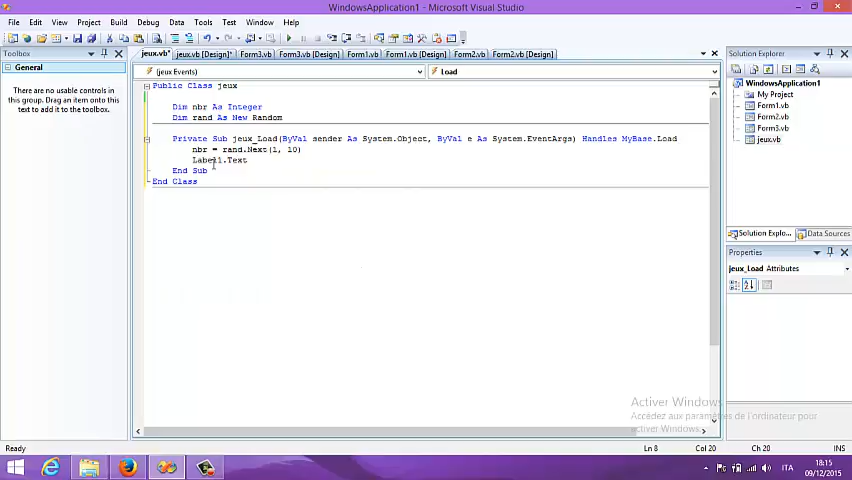 WindowsApplication1 - Microsoft Visual Studio
File Edit View Project Build Debug Data Tools Test Window Help
Toolbox
General
There are no usable controls in
this group. Drag an item onto this
text to add it to the toolbox.
jeux.vb* jeux.vb [Design]* Form3.vb Form3.vb [Design] Form1.vb Form1.vb [Design] Form2.vb Form2.vb [Design]
(jeux Events) Load
Public Class jeux
Dim nbr As Integer
Dim rand As New Random
Private Sub jeux_Load(ByVal sender As System.Object, ByVal e As System.EventArgs) Handles MyBase.Load
nbr = rand.Next(1, 10)
Label1.Text
End Sub
End Class
Solution Explorer
WindowsApplication1
My Project
Form1.vb
Form2.vb
Form3.vb
jeux.vb
Solution Explo... Data Sources
Properties
jeux_Load Attributes
Activer Windows
Accédez aux paramètres de l'ordinateur pour
activer Windows.
Ready Ln 8 Col 20 Ch 20 INS
ITA
18:15
09/12/2015